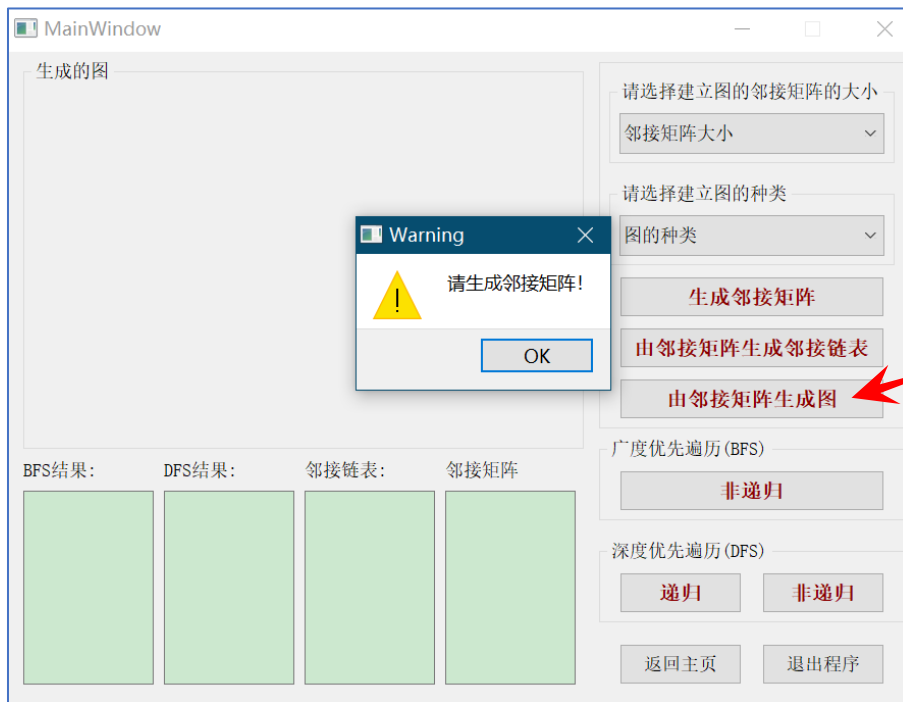 MainWindow
生成的图
请选择建立图的邻接矩阵的大小
邻接矩阵大小
请选择建立图的种类
图的种类
Warning
请生成邻接矩阵!
OK
生成邻接矩阵
由邻接矩阵生成邻接链表
由邻接矩阵生成图
BFS结果:
DFS结果:
邻接链表:
邻接矩阵
广度优先遍历(BFS)
非递归
深度优先遍历(DFS)
递归
非递归
返回主页
退出程序